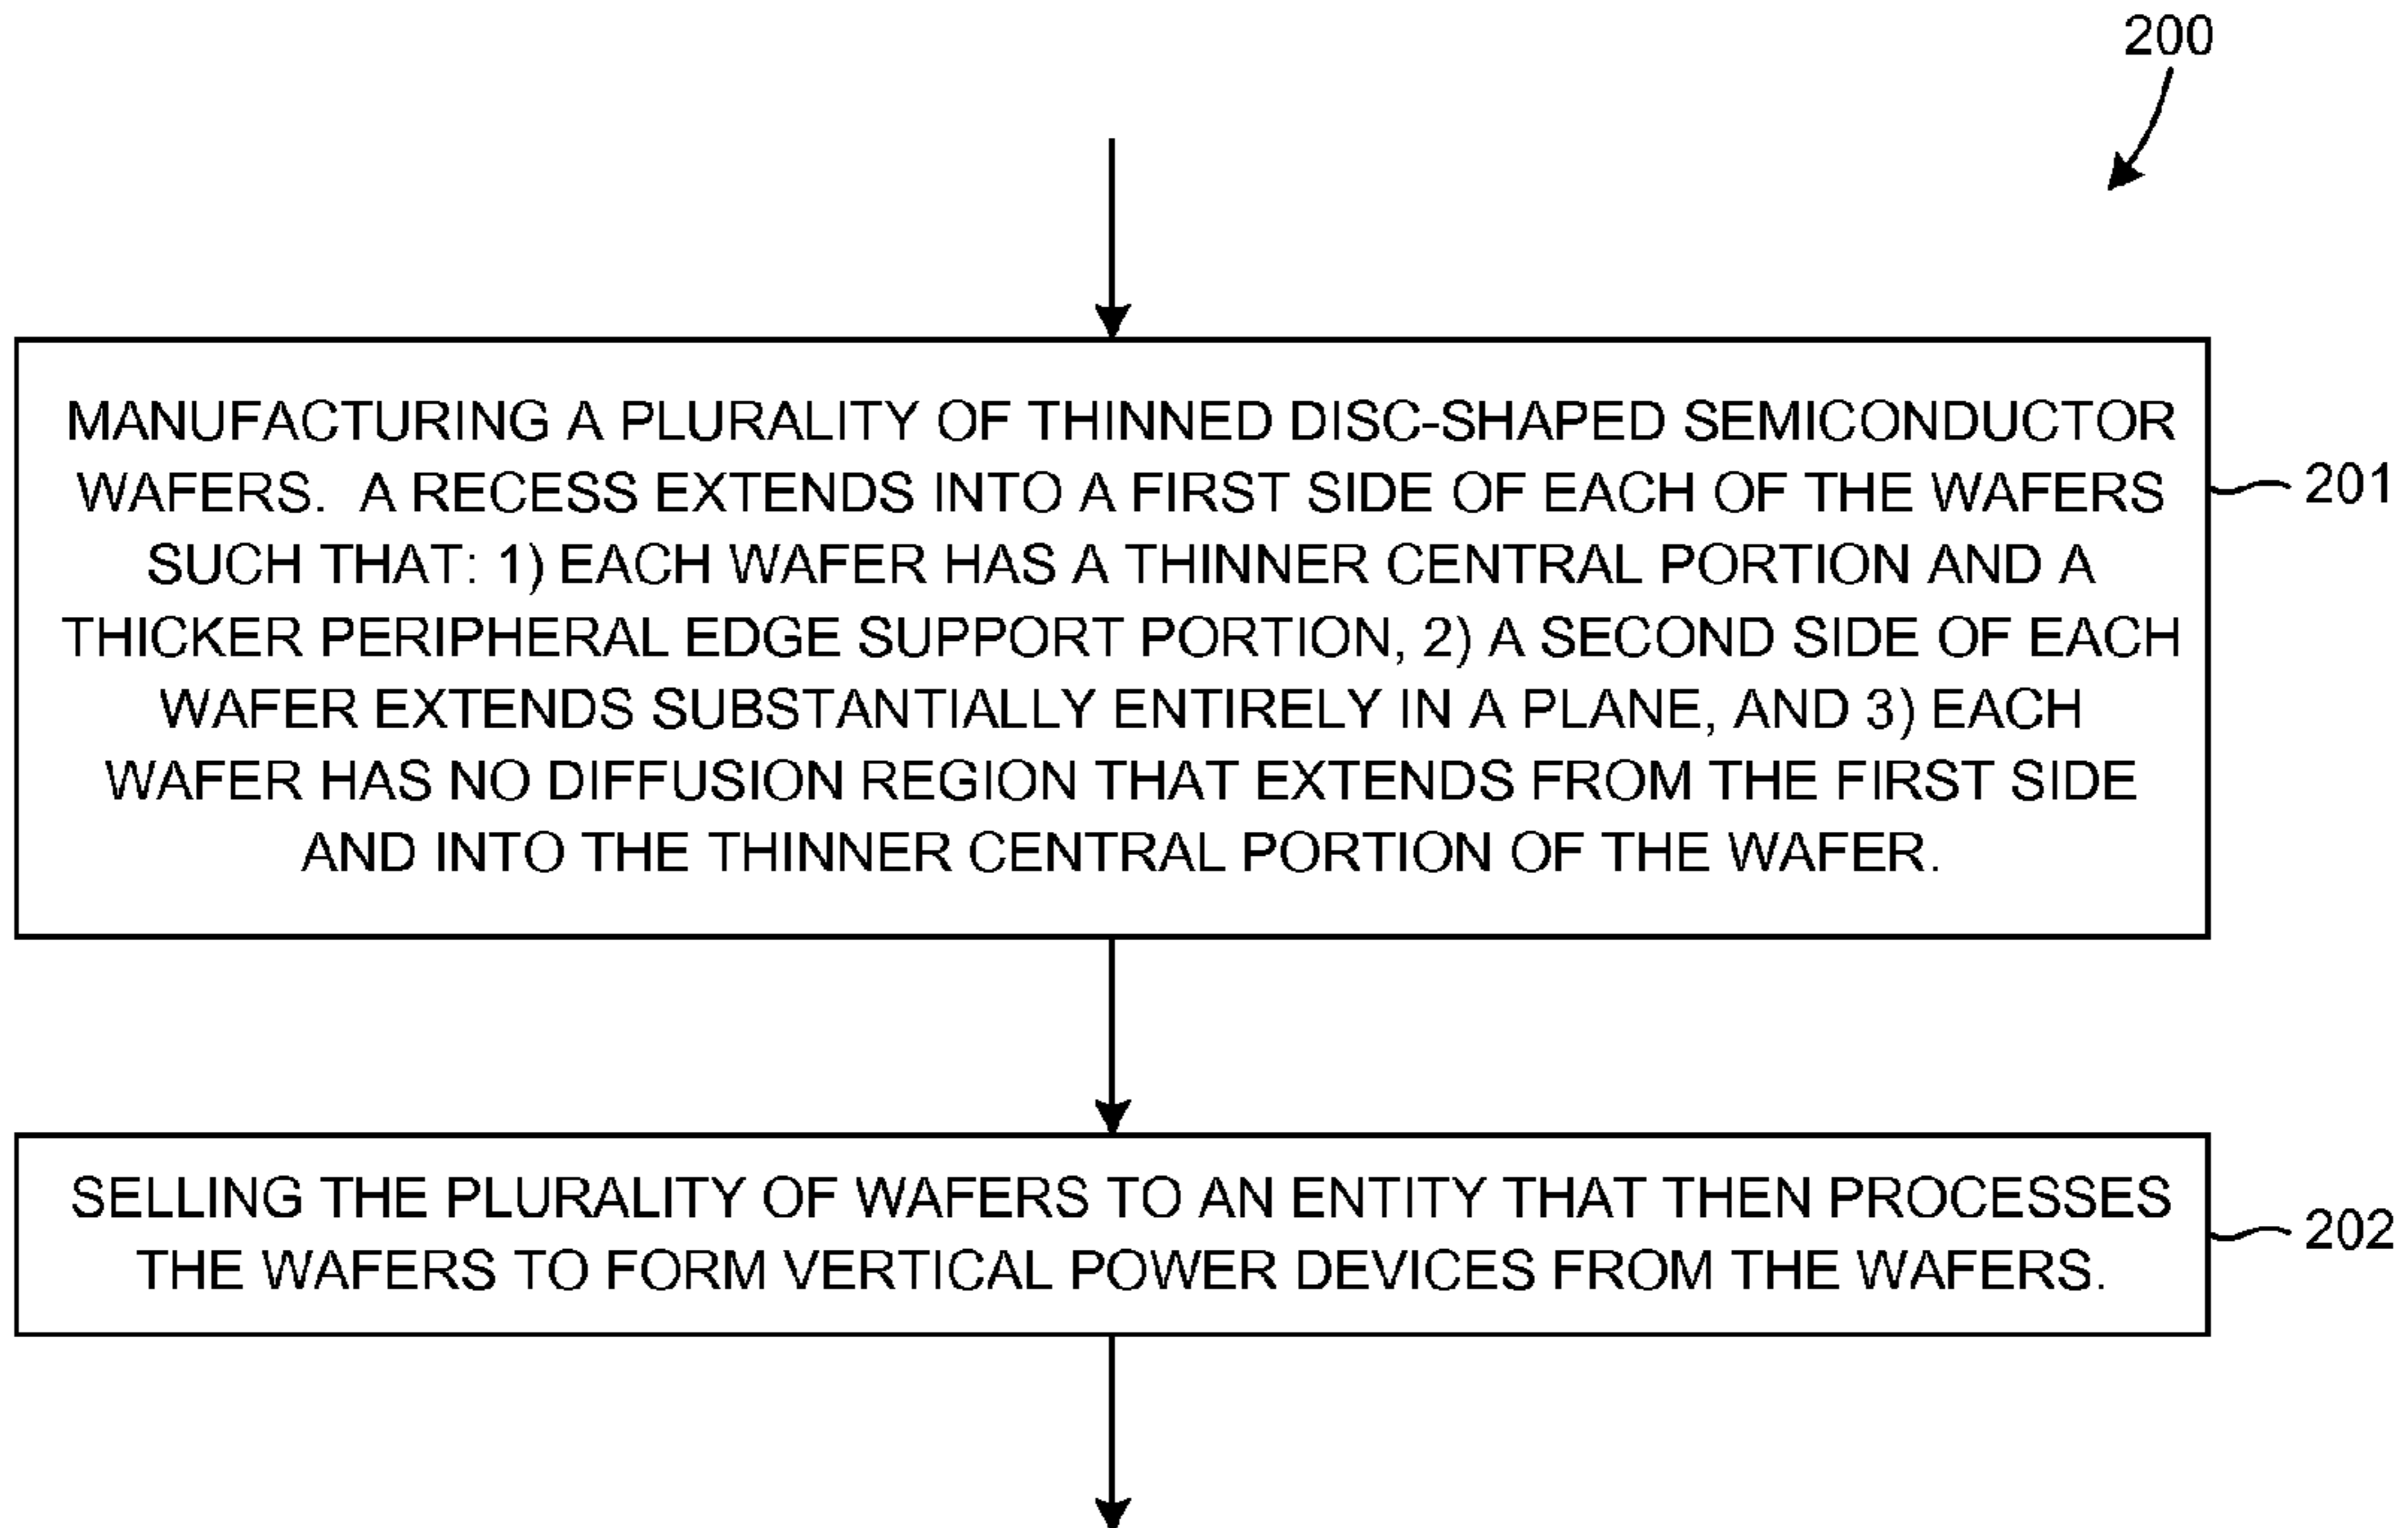 200
MANUFACTURING A PLURALITY OF THINNED DISC-SHAPED SEMICONDUCTOR
WAFERS. A RECESS EXTENDS INTO A FIRST SIDE OF EACH OF THE WAFERS
SUCH THAT: 1) EACH WAFER HAS A THINNER CENTRAL PORTION AND A
THICKER PERIPHERAL EDGE SUPPORT PORTION, 2) A SECOND SIDE OF EACH
WAFER EXTENDS SUBSTANTIALLY ENTIRELY IN A PLANE, AND 3) EACH
WAFER HAS NO DIFFUSION REGION THAT EXTENDS FROM THE FIRST SIDE
AND INTO THE THINNER CENTRAL PORTION OF THE WAFER.
201
SELLING THE PLURALITY OF WAFERS TO AN ENTITY THAT THEN PROCESSES
THE WAFERS TO FORM VERTICAL POWER DEVICES FROM THE WAFERS.
202